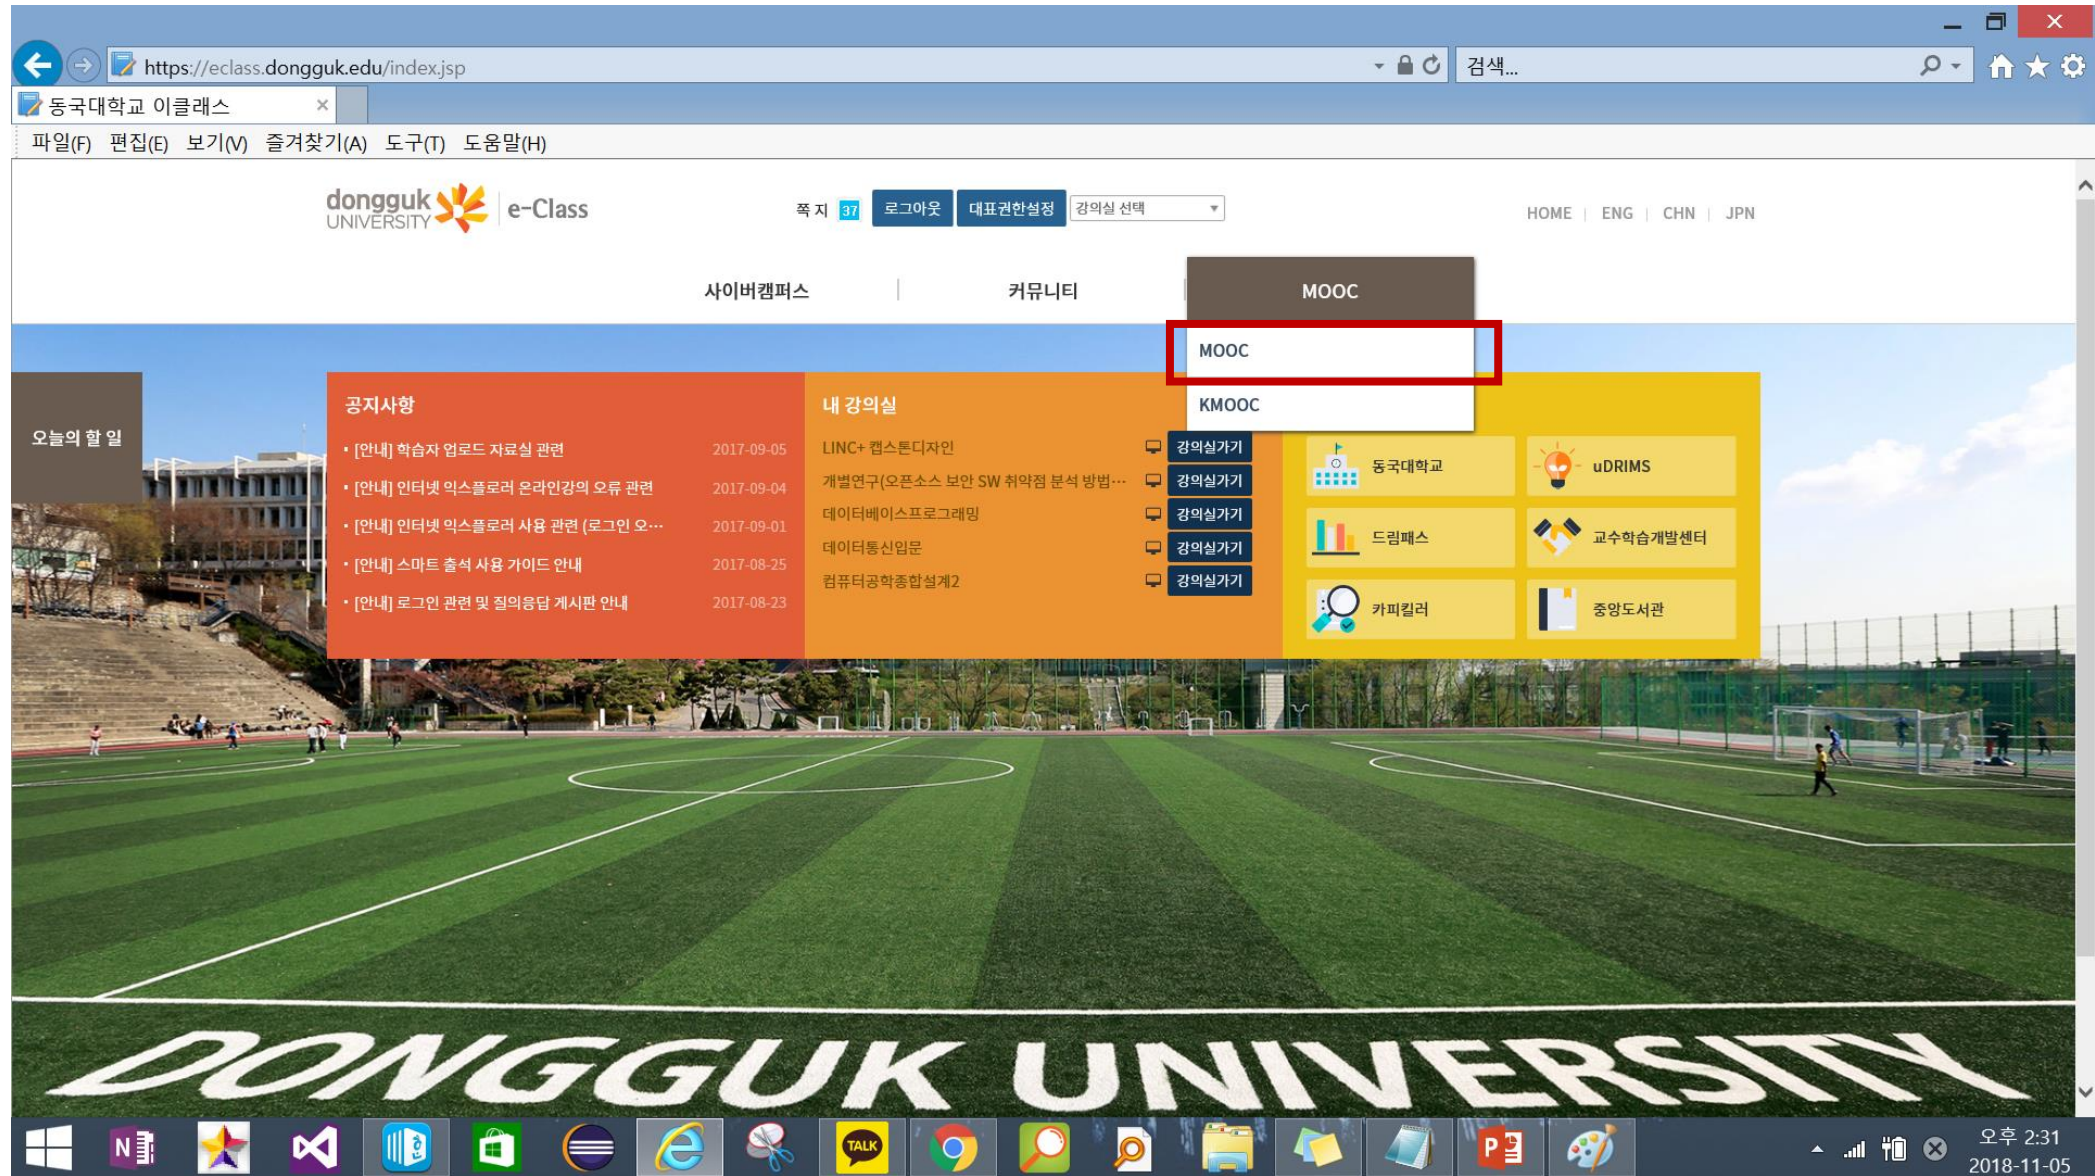 https://eclass.dongguk.edu/index.jsp
검색...
동국대학교 이클래스
파일(F) 편집(E) 보기(V) 즐겨찾기(A) 도구(T) 도움말(H)
dongguk
UNIVERSITY
e-Class
쪽지 37 로그아웃 대표권한설정 강의실 선택
HOME | ENG | CHN | JPN
사이버캠퍼스 | 커뮤니티 | MOOC
MOOC
KMOOC
오늘의 할 일
공지사항
· [안내] 학습자 업로드 자료실 관련 2017-09-05
· [안내] 인터넷 익스플로러 온라인강의 오류 관련 2017-09-04
· [안내] 인터넷 익스플로러 사용 관련 (로그인 오… 2017-09-01
· [안내] 스마트 출석 사용 가이드 안내 2017-08-25
· [안내] 로그인 관련 및 질의응답 게시판 안내 2017-08-23
내 강의실
LINC+ 캡스톤디자인 강의실가기
개별연구(오픈소스 보안 SW 취약점 분석 방법… 강의실가기
데이터베이스프로그래밍 강의실가기
데이터통신입문 강의실가기
컴퓨터공학종합설계2 강의실가기
동국대학교
uDRIMS
드림패스
교수학습개발센터
카피킬러
중앙도서관
DONGGUK UNIVERSITY
N
TALK
P
오후 2:31
2018-11-05